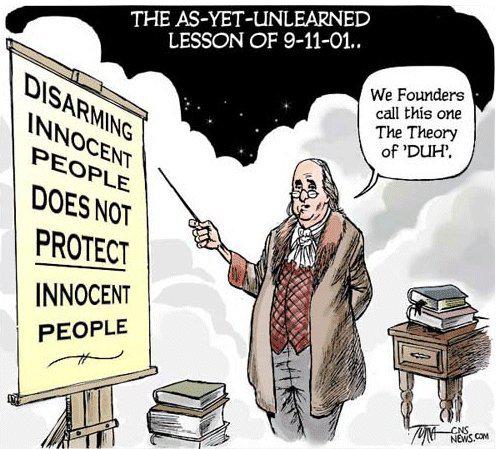 THE AS-YET-UNLEARNED
LESSON OF 9-11-01..
DISARMING
INNOCENT
PEOPLE
DOES NOT
PROTECT
INNOCENT
PEOPLE
We Founders
call this one
The Theory
of 'DUH'.
CNS
NEWS.COM